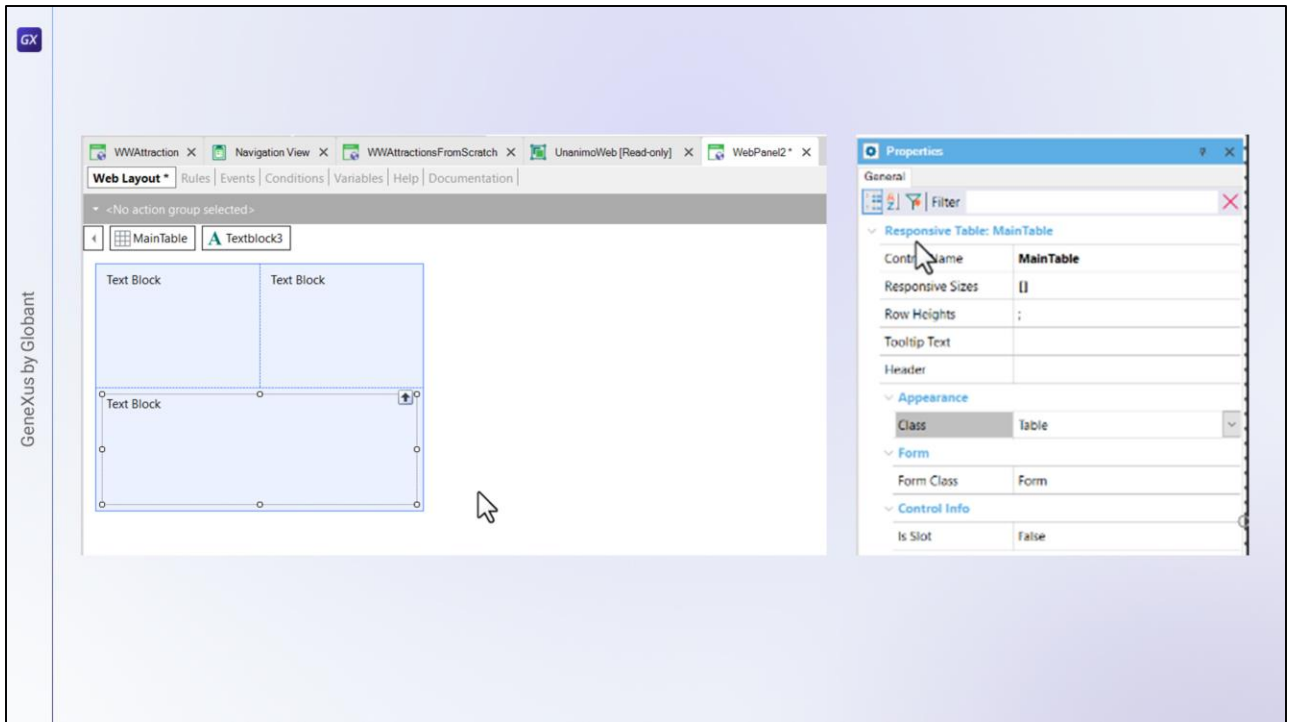 GX
GeneXus by Globant
WWAttraction
Navigation View
WWAttractionsFromScratch
UnanimoWeb [Read-only]
WebPanel2 *
Web Layout * Rules Events Conditions Variables Help Documentation
<No action group selected>
MainTable
A Textblock3
Text Block
Text Block
Text Block
Properties
General
Filter
Responsive Table: MainTable
Name MainTable
Responsive Sizes []
Row Heights ;
Tooltip Text
Header
Appearance
Class Table
Form
Form Class Form
Control Info
Is Slot False